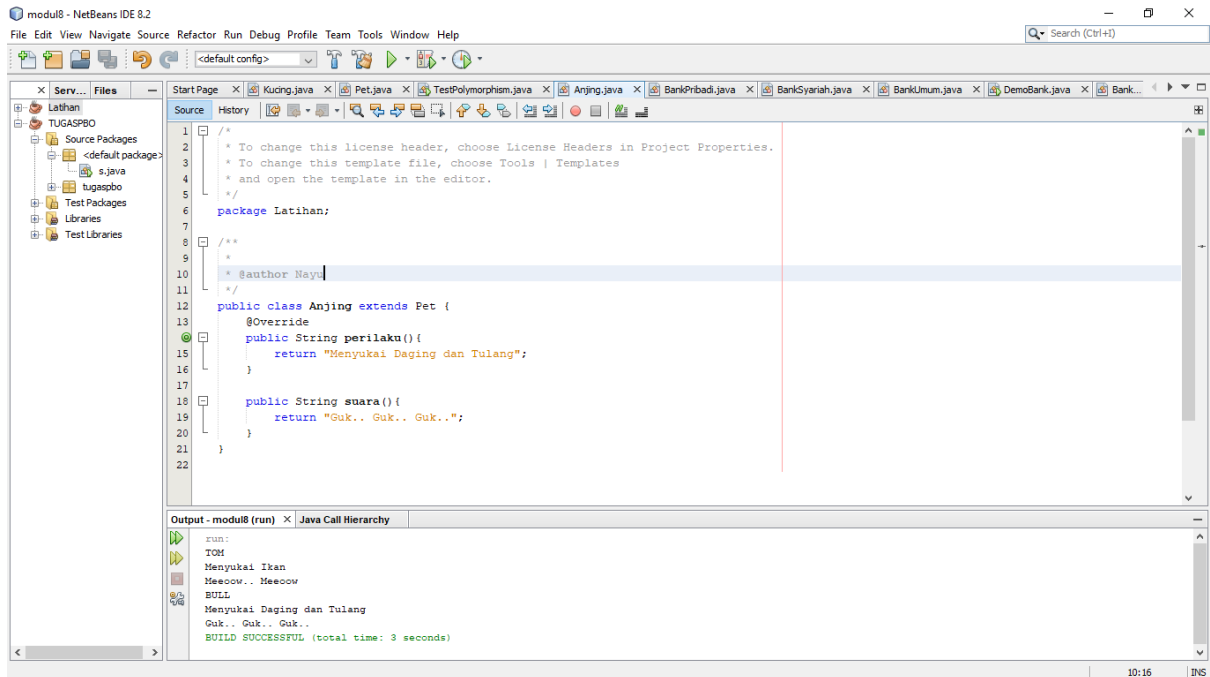 modul8 - NetBeans IDE 8.2
File Edit View Navigate Source Refactor Run Debug Profile Team Tools Window Help
Search (Ctrl+I)
<default config>
Serv... Files
Start Page Kucing.java Pet.java TestPolymorphism.java Anjing.java BankPribadi.java BankSyariah.java BankUmum.java DemoBank.java Bank...
Latihan
TUGASPBO
Source Packages
<default package>
s.java
tugaspbo
Test Packages
Libraries
Test Libraries
Source History
1 /*
2 * To change this license header, choose License Headers in Project Properties.
3 * To change this template file, choose Tools | Templates
4 * and open the template in the editor.
5 */
6 package Latihan;
7
8 /**
9 *
10 * @author Nayu
11 */
12 public class Anjing extends Pet {
13 @Override
public String perilaku(){
15 return "Menyukai Daging dan Tulang";
16 }
17
18 public String suara(){
19 return "Guk.. Guk.. Guk..";
20 }
21 }
22
Output - modul8 (run) Java Call Hierarchy
run:
TOM
Menyukai Ikan
Meeoow.. Meeoow
BULL
Menyukai Daging dan Tulang
Guk.. Guk.. Guk..
BUILD SUCCESSFUL (total time: 3 seconds)
10:16 INS